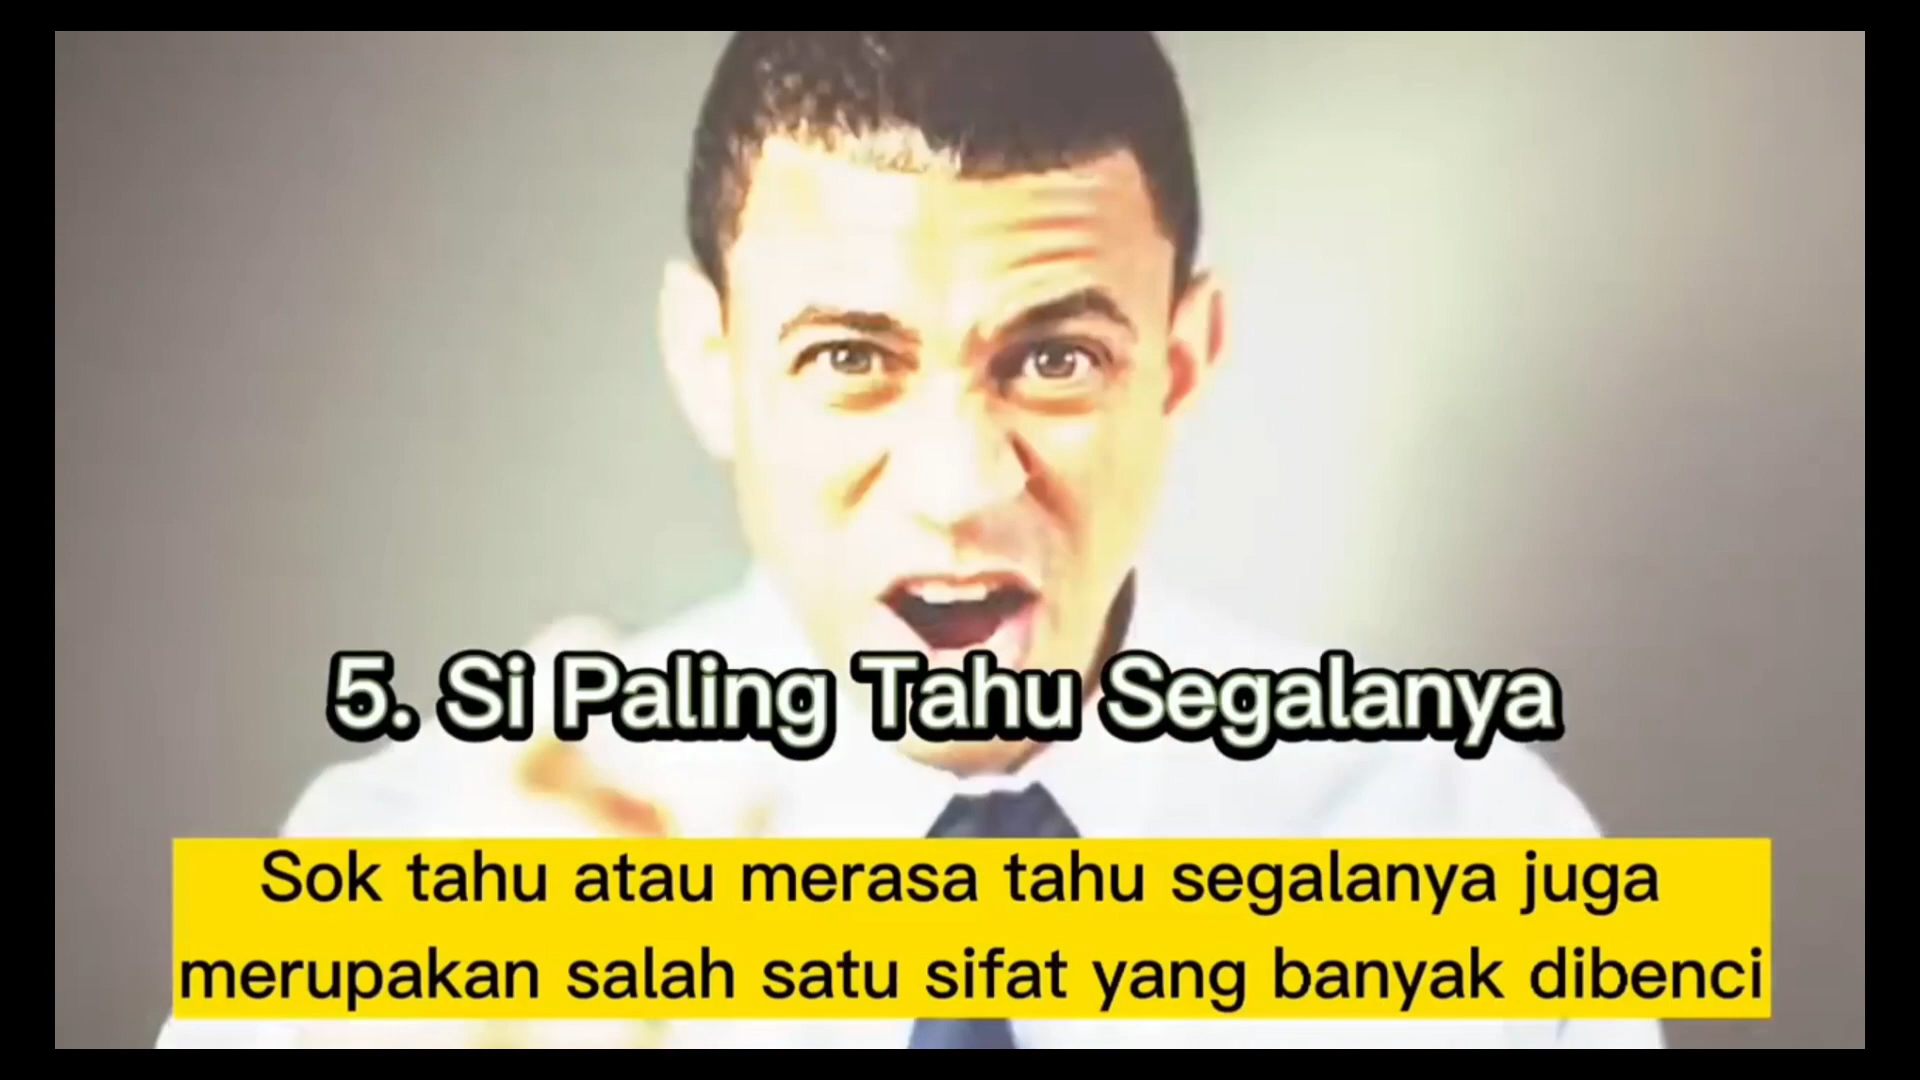 5. Si Paling Tahu Segalanya
Sok tahu atau merasa tahu segalanya juga
merupakan salah satu sifat yang banyak dibenci